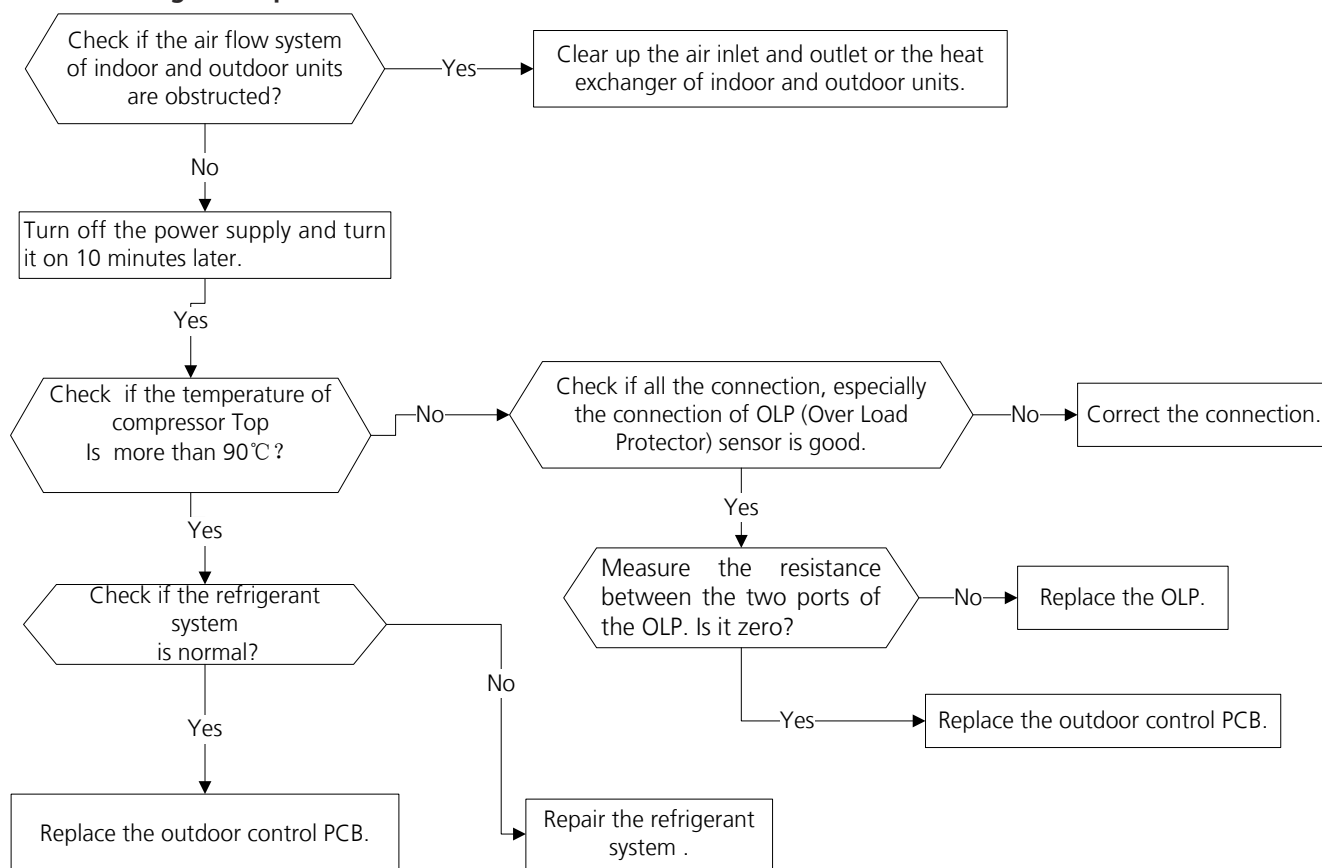 Check if the air flow system
of indoor and outdoor units
are obstructed?
Yes
Clear up the air inlet and outlet or the heat
exchanger of indoor and outdoor units.
No
Turn off the power supply and turn
it on 10 minutes later.
Yes
Check if the temperature of
compressor Top
Is more than 90℃?
No
Check if all the connection, especially
the connection of OLP (Over Load
Protector) sensor is good.
No
Correct the connection.
Yes
Yes
Measure the resistance
between the two ports of
the OLP. Is it zero?
No
Replace the OLP.
Check if the refrigerant
system
is normal?
No
Yes
Yes
Replace the outdoor control PCB.
Replace the outdoor control PCB.
Repair the refrigerant
system .